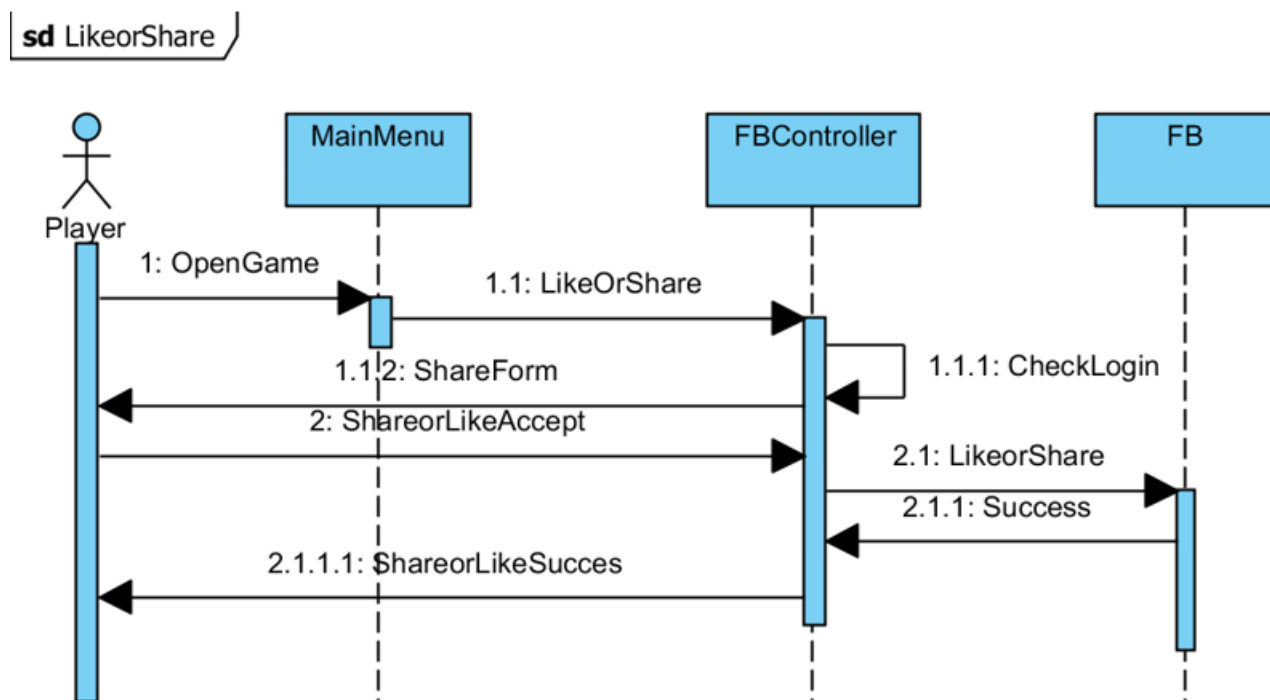 sd LikeorShare
MainMenu
FBController
FB
Player
1: OpenGame
1.1: LikeOrShare
1.1.1: CheckLogin
1.1.2: ShareForm
2: ShareorLikeAccept
2.1: LikeorShare
2.1.1: Success
2.1.1.1: ShareorLikeSucces